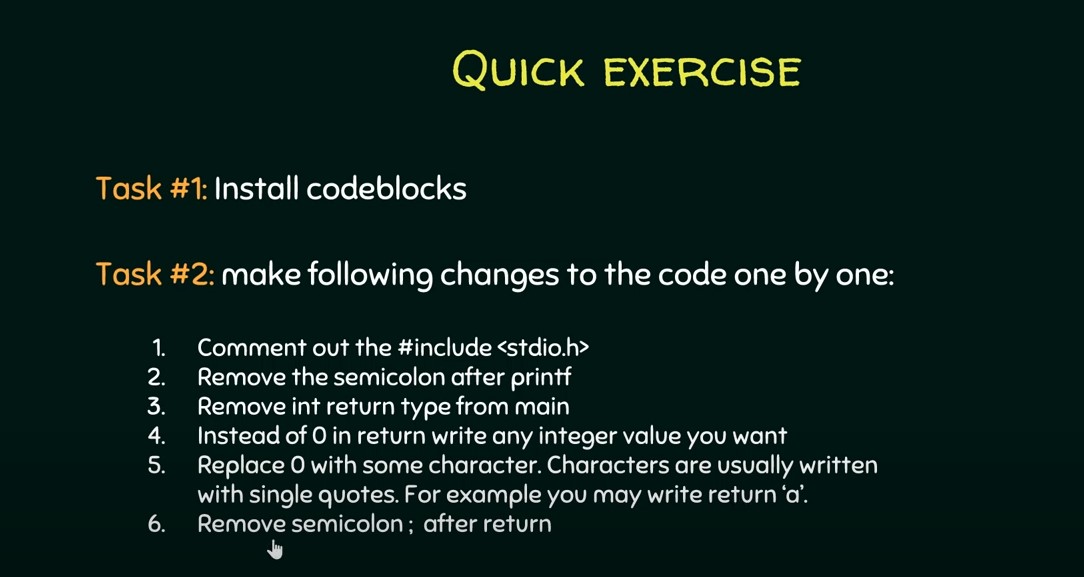 Quick exercise
Task #1: Install codeblocks
Task #2: make following changes to the code one by one:
1. Comment out the #include <stdio.h>
2. Remove the semicolon after printf
3. Remove int return type from main
4. Instead of 0 in return write any integer value you want
5. Replace 0 with some character. Characters are usually written
with single quotes. For example you may write return ‘a’.
6. Remove semicolon ; after return